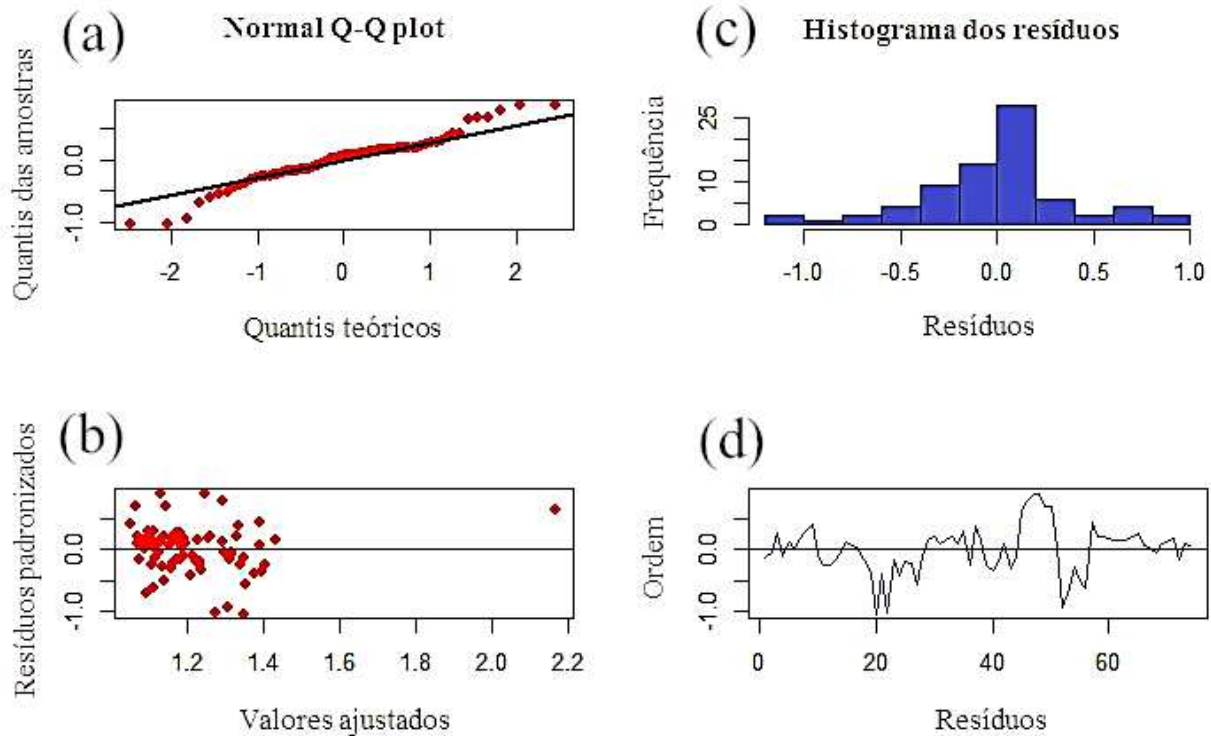 (a)
Normal Q-Q plot
Quantis das amostras
0.0
-1.0
-2 -1 0 1 2
Quantis teóricos
(c)
Histograma dos resíduos
Frequência
25
10
0
-1.0 -0.5 0.0 0.5 1.0
Resíduos
(b)
Resíduos padronizados
0.0
-1.0
1.2 1.4 1.6 1.8 2.0 2.2
Valores ajustados
(d)
Ordem
0.0
-1.0
0 20 40 60
Resíduos